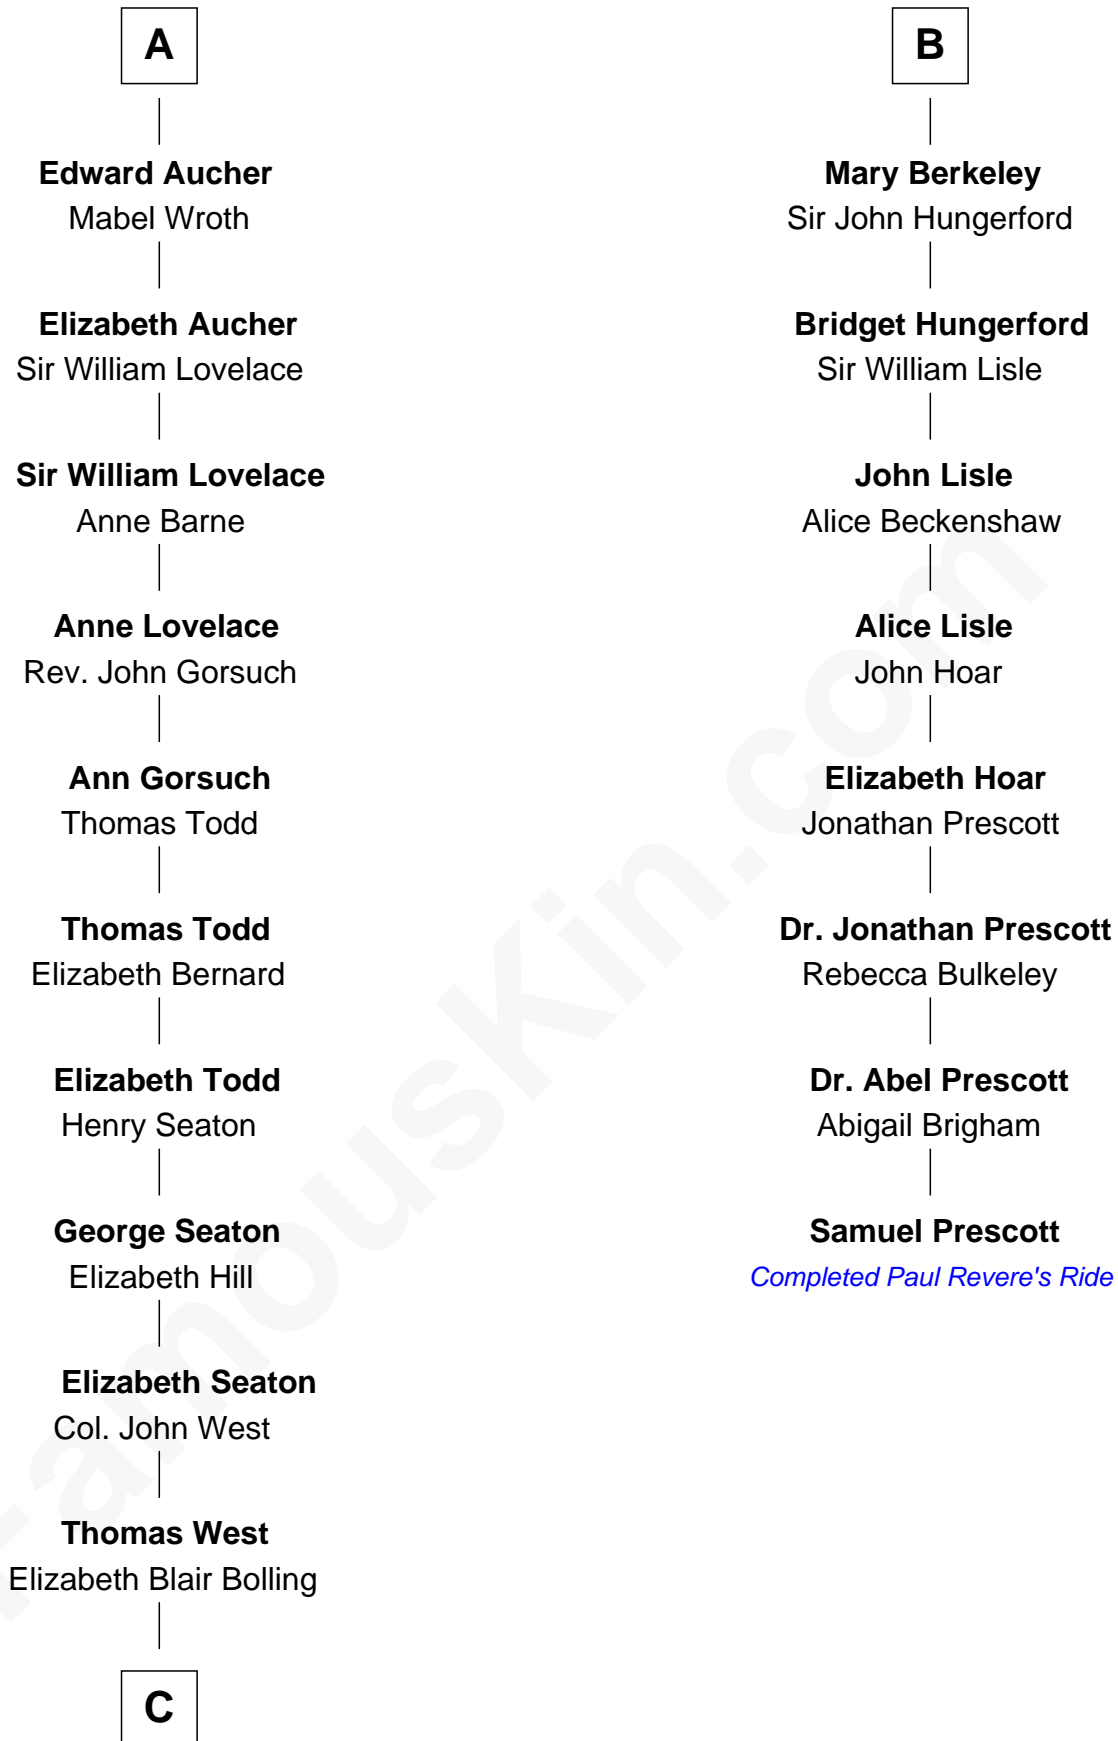 A
Edward Aucher
Mabel Wroth
Elizabeth Aucher
Sir William Lovelace
Sir William Lovelace
Anne Barne
Anne Lovelace
Rev. John Gorsuch
Ann Gorsuch
Thomas Todd
Thomas Todd
Elizabeth Bernard
Elizabeth Todd
Henry Seaton
George Seaton
Elizabeth Hill
Elizabeth Seaton
Col. John West
Thomas West
Elizabeth Blair Bolling
C
B
Mary Berkeley
Sir John Hungerford
Bridget Hungerford
Sir William Lisle
John Lisle
Alice Beckenshaw
Alice Lisle
John Hoar
Elizabeth Hoar
Jonathan Prescott
Dr. Jonathan Prescott
Rebecca Bulkeley
Dr. Abel Prescott
Abigail Brigham
Samuel Prescott
Completed Paul Revere's Ride
FamousKin.com